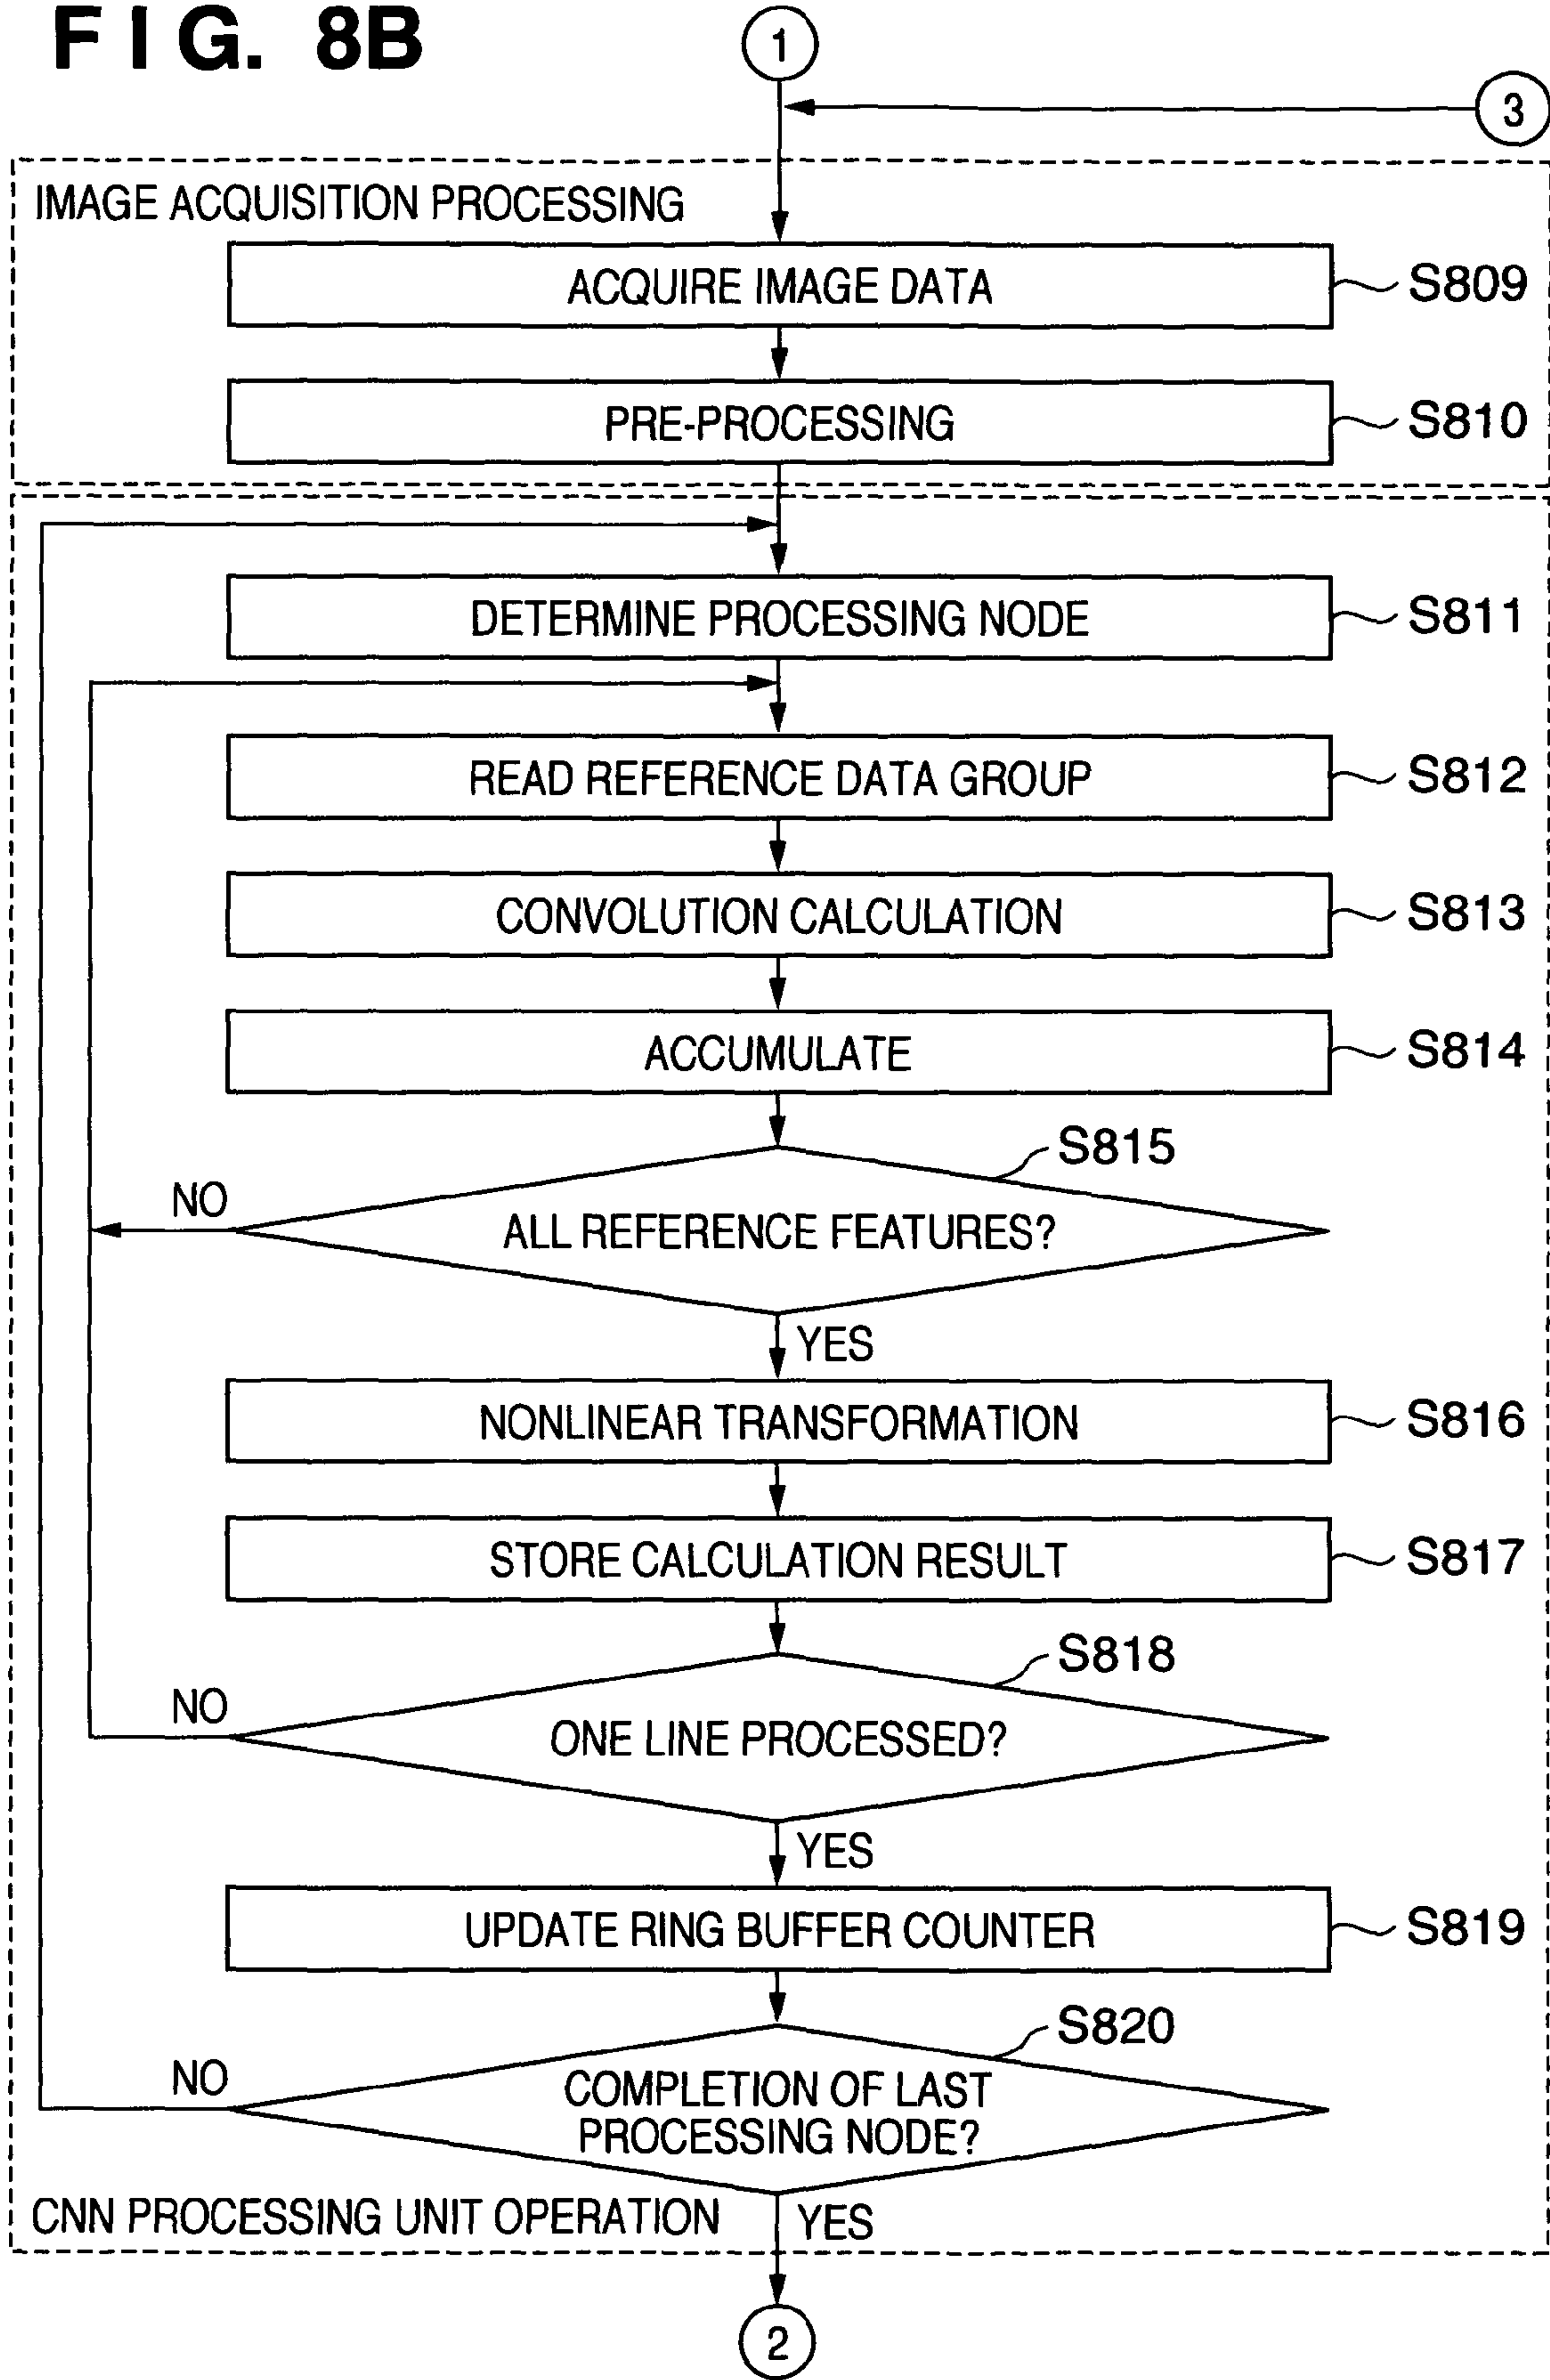 FIG. 8B
1
3
IMAGE ACQUISITION PROCESSING
ACQUIRE IMAGE DATA
S809
PRE-PROCESSING
S810
DETERMINE PROCESSING NODE
S811
READ REFERENCE DATA GROUP
S812
CONVOLUTION CALCULATION
S813
ACCUMULATE
S814
S815
NO
ALL REFERENCE FEATURES?
YES
NONLINEAR TRANSFORMATION
S816
STORE CALCULATION RESULT
S817
S818
NO
ONE LINE PROCESSED?
YES
UPDATE RING BUFFER COUNTER
S819
S820
NO
COMPLETION OF LAST
PROCESSING NODE?
CNN PROCESSING UNIT OPERATION
YES
2